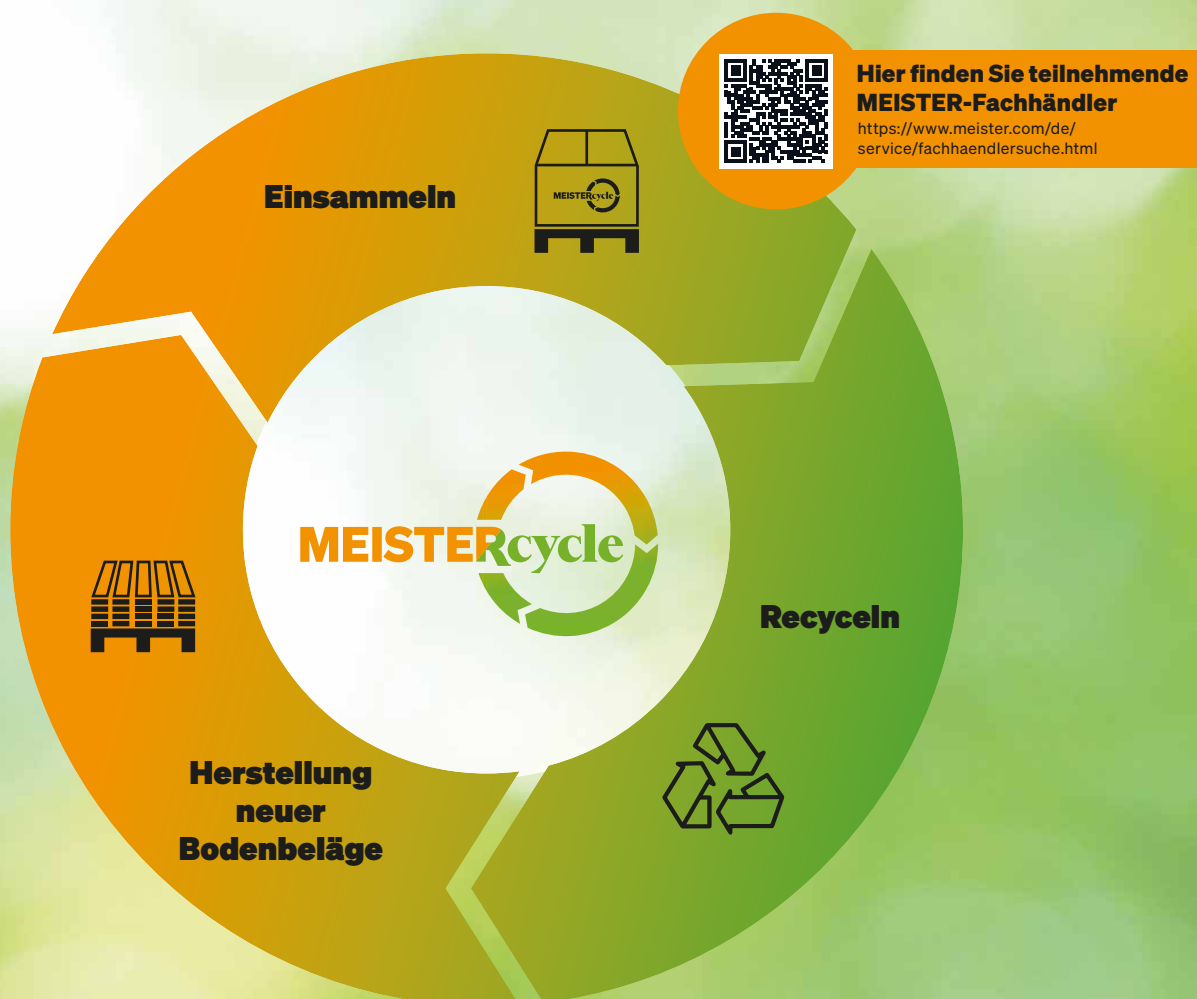 Hier finden Sie teilnehmende
MEISTER-Fachhändler
https://www.meister.com/de/
service/fachhaendlersuche.html
Einsammeln
MEISTERcycle
MEISTERcycle
Recyceln
Herstellung
neuer
Bodenbeläge